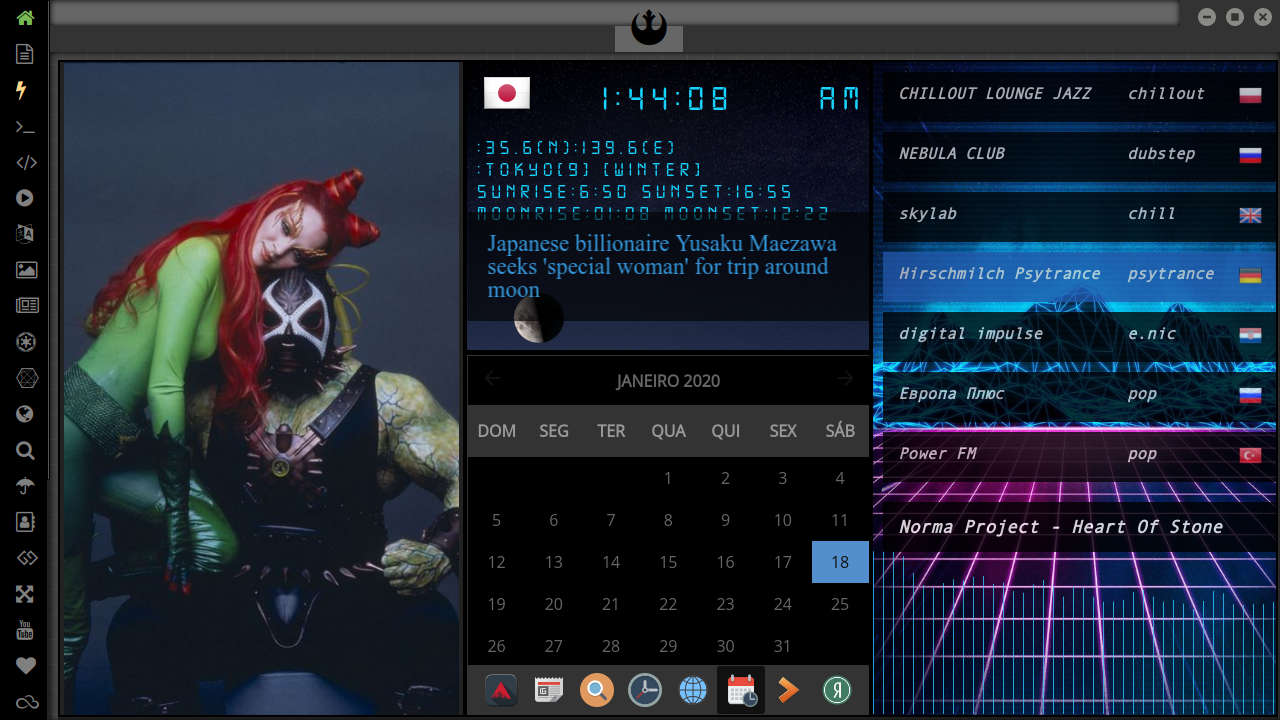 1:44:08 AM
:35.6(N):139.6(E)
:TOKYO(9) (WINTER)
SUNRISE:6:50 SUNSET:16:55
MOONRISE:01:08 MOONSET:12:22
Japanese billionaire Yusaku Maezawa
seeks 'special woman' for trip around
moon
JANEIRO 2020
DOM SEG TER QUA QUI SEX SÁB
1 2 3 4
5 6 7 8 9 10 11
12 13 14 15 16 17 18
19 20 21 22 23 24 25
26 27 28 29 30 31
CHILLOUT LOUNGE JAZZ chillout
NEBULA CLUB dubstep
skylab chill
Hirschmilch Psytrance psytrance
digital impulse e.nic
Европа Плюс pop
Power FM pop
Norma Project - Heart Of Stone
You
Tube
Я